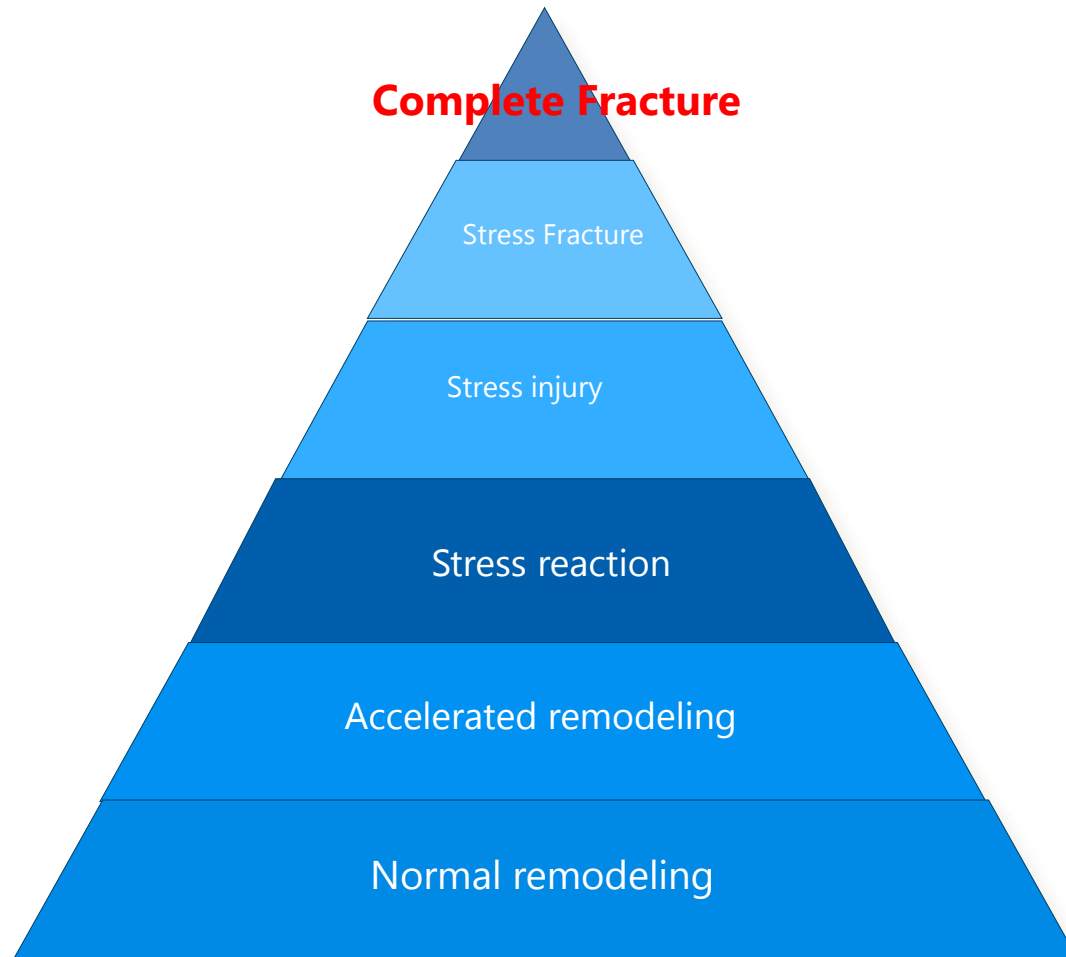 Complete Fracture
Stress Fracture
Stress injury
Stress reaction
Accelerated remodeling
Normal remodeling